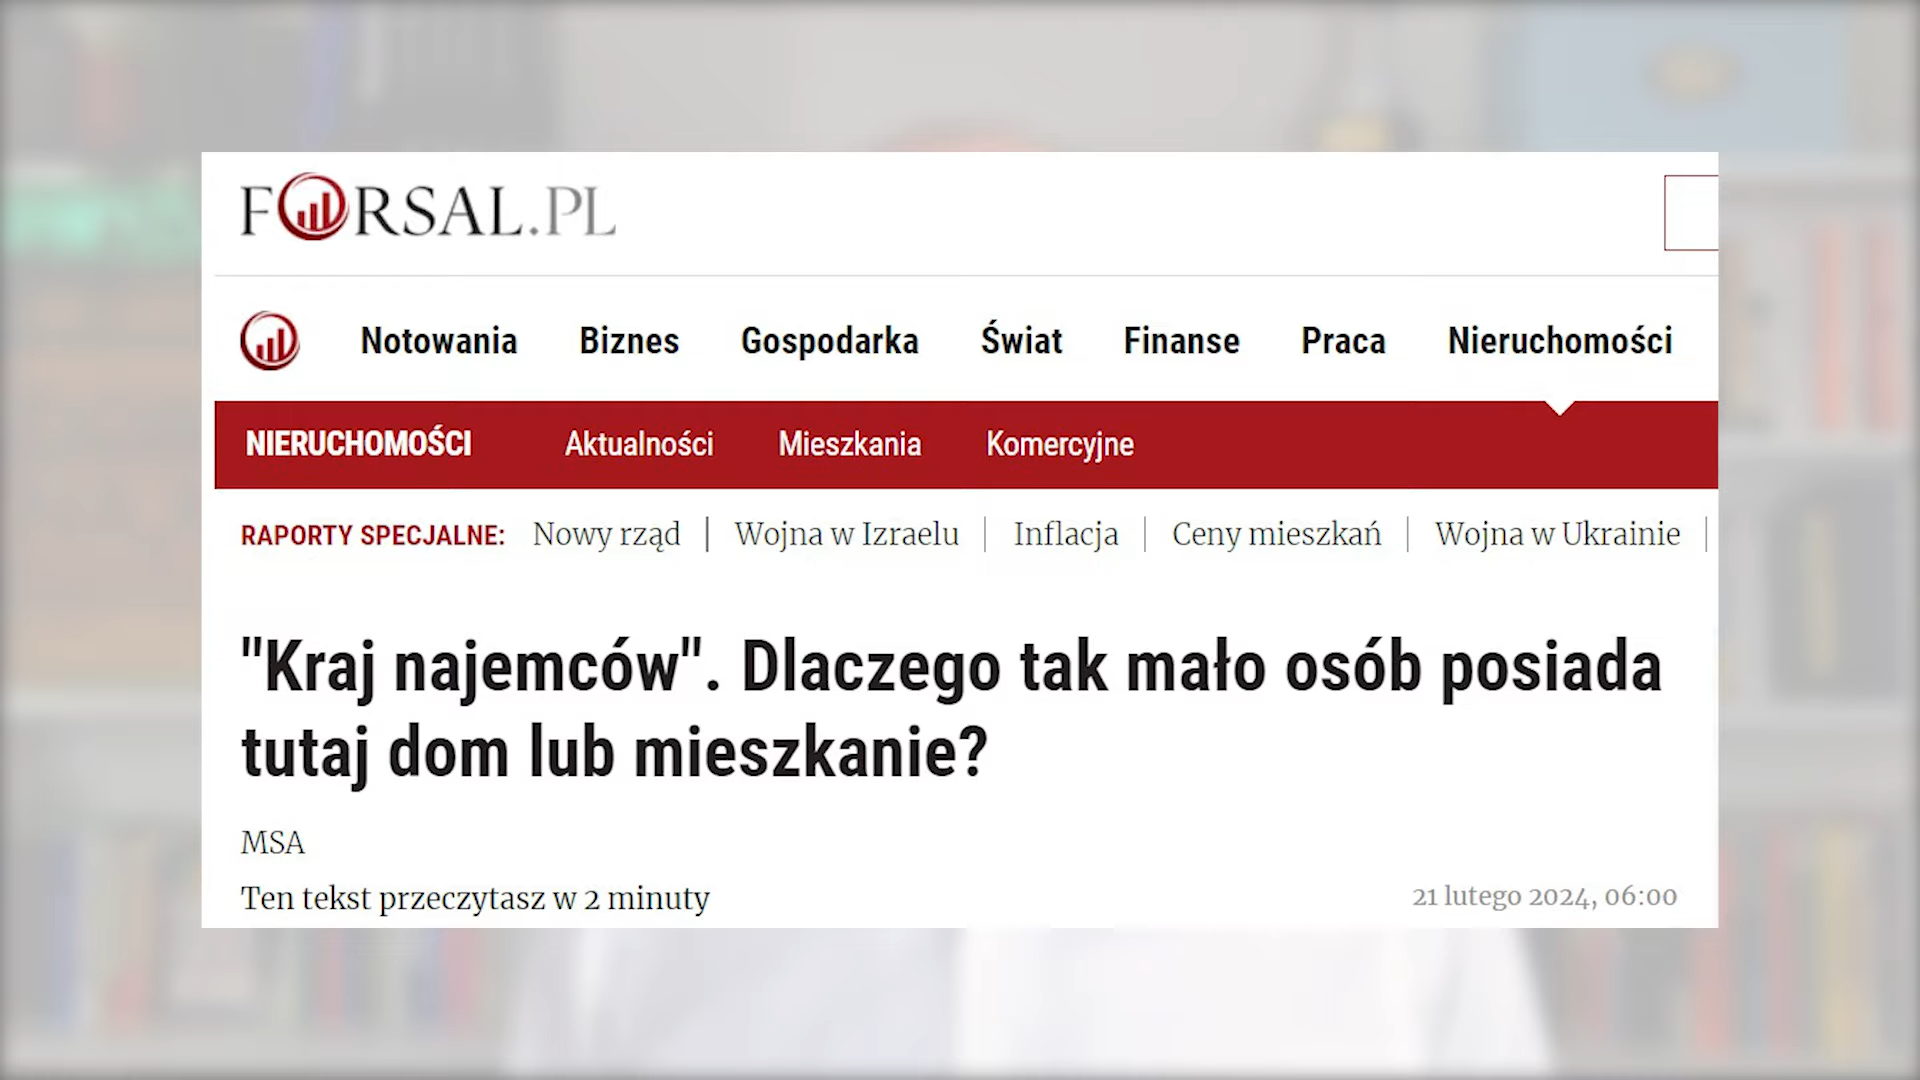 FORSAL.PL
Notowania Biznes Gospodarka Świat Finanse Praca Nieruchomości
NIERUCHOMOŚCI Aktualności Mieszkania Komercyjne
RAPORTY SPECJALNE: Nowy rząd | Wojna w Izraelu | Inflacja | Ceny mieszkań | Wojna w Ukrainie |
"Kraj najemców". Dlaczego tak mało osób posiada
tutaj dom lub mieszkanie?
MSA
Ten tekst przeczytasz w 2 minuty 21 lutego 2024, 06:00